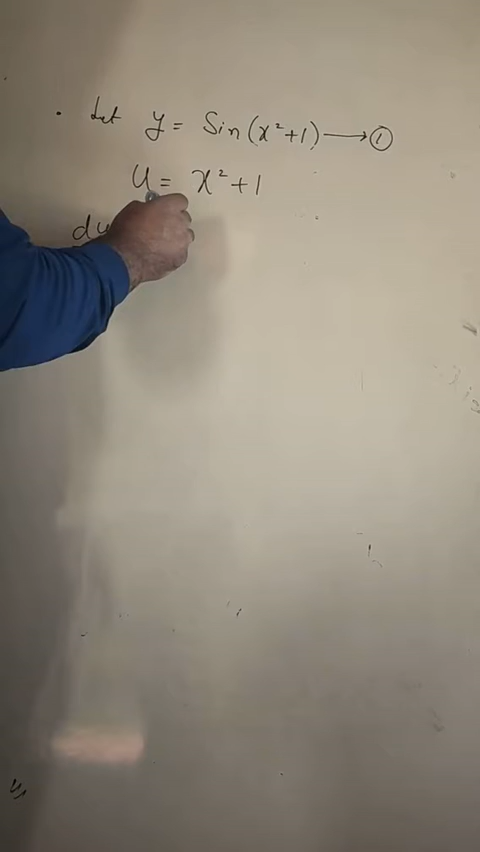 . Let y = Sin(x²+1) → ①
U = x²+1
du